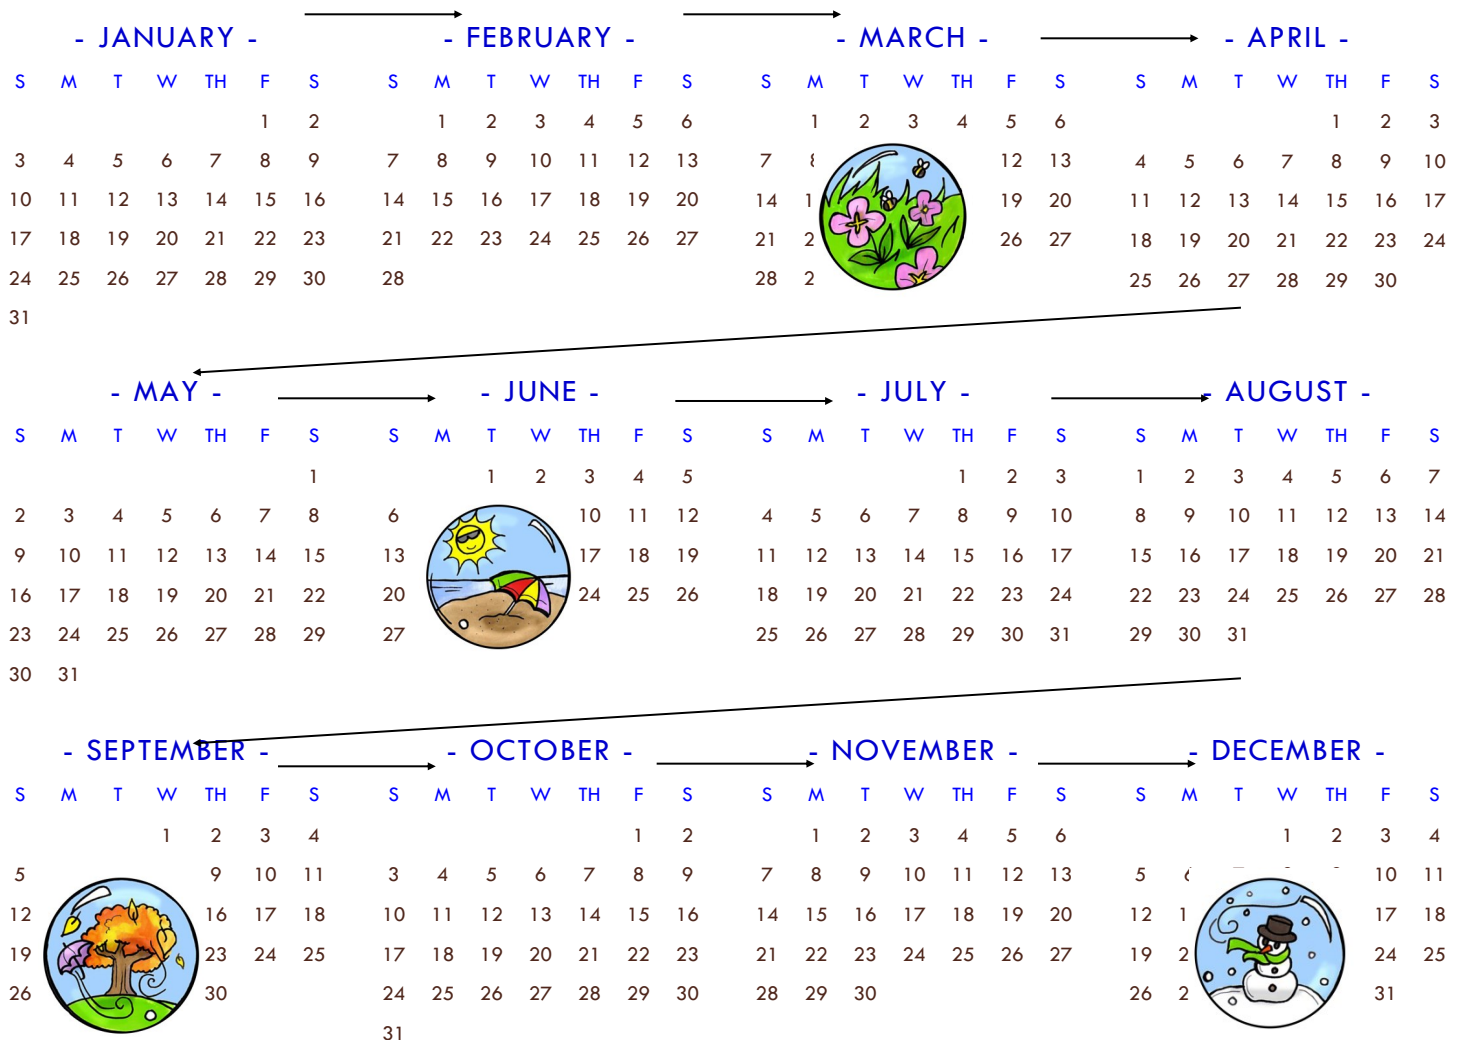 - JANUARY - - FEBRUARY - - MARCH - - APRIL -
S M T W TH F S S M T W TH F S S M T W TH F S S M T W TH F S
1 2 1 2 3 4 5 6 1 2 3 4 5 6 1 2 3
3 4 5 6 7 8 9 7 8 9 10 11 12 13 7 12 13 4 5 6 7 8 9 10
10 11 12 13 14 15 16 14 15 16 17 18 19 20 14 19 20 11 12 13 14 15 16 17
17 18 19 20 21 22 23 21 22 23 24 25 26 27 21 26 27 18 19 20 21 22 23 24
24 25 26 27 28 29 30 28 28 25 26 27 28 29 30
31
- MAY - - JUNE - - JULY - - AUGUST -
S M T W TH F S S M T W TH F S S M T W TH F S S M T W TH F S
1 1 2 3 4 5 1 2 3 1 2 3 4 5 6 7
2 3 4 5 6 7 8 6 10 11 12 4 5 6 7 8 9 10 8 9 10 11 12 13 14
9 10 11 12 13 14 15 13 17 18 19 11 12 13 14 15 16 17 15 16 17 18 19 20 21
16 17 18 19 20 21 22 20 24 25 26 18 19 20 21 22 23 24 22 23 24 25 26 27 28
23 24 25 26 27 28 29 27 25 26 27 28 29 30 31 29 30 31
30 31
- SEPTEMBER - - OCTOBER - - NOVEMBER - - DECEMBER -
S M T W TH F S S M T W TH F S S M T W TH F S S M T W TH F S
1 2 3 4 1 2 1 2 3 4 5 6 1 2 3 4
5 9 10 11 3 4 5 6 7 8 9 7 8 9 10 11 12 13 5 10 11
12 16 17 18 10 11 12 13 14 15 16 14 15 16 17 18 19 20 12 17 18
19 23 24 25 17 18 19 20 21 22 23 21 22 23 24 25 26 27 19 24 25
26 30 24 25 26 27 28 29 30 28 29 30 26 31
31